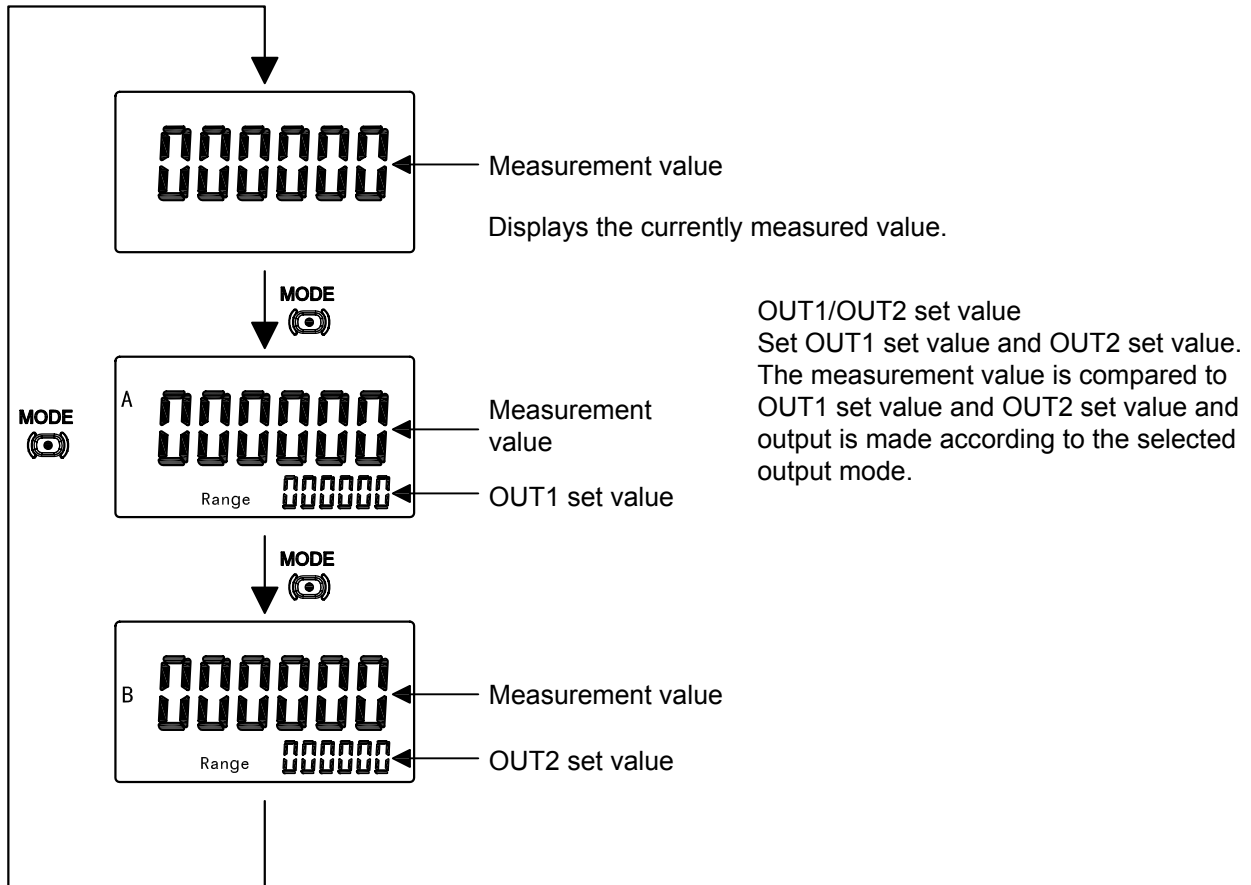 000000
Measurement value
Displays the currently measured value.
MODE
OUT1/OUT2 set value
Set OUT1 set value and OUT2 set value.
The measurement value is compared to
OUT1 set value and OUT2 set value and
output is made according to the selected
output mode.
MODE
A
000000
Measurement
value
Range
000000
OUT1 set value
MODE
B
000000
Measurement value
Range
000000
OUT2 set value